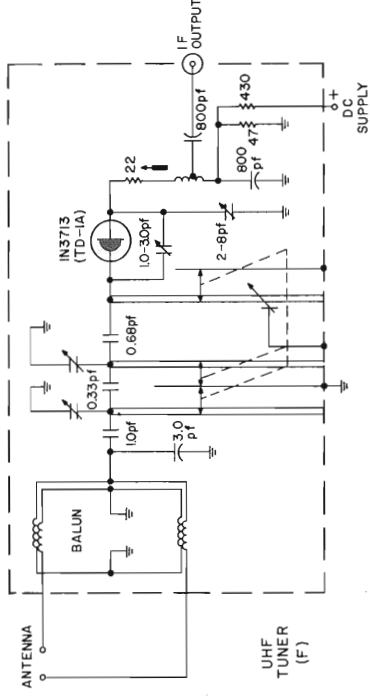 ANTENNA
BALUN
UHF
TUNER
(F)
1.0pf
3.0
pf
0.33pf
0.68pf
IN3713
(TD-1A)
1.0-3.0pf
2-8pf
22
800pf
IF
OUTPUT
800
pf
47
430
+
DC
SUPPLY